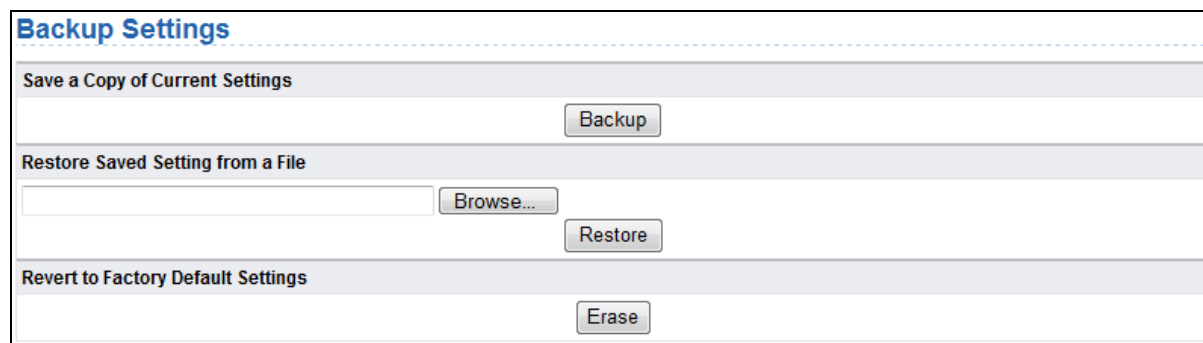 Backup Settings
Save a Copy of Current Settings
Backup
Restore Saved Setting from a File
Browse...
Restore
Revert to Factory Default Settings
Erase